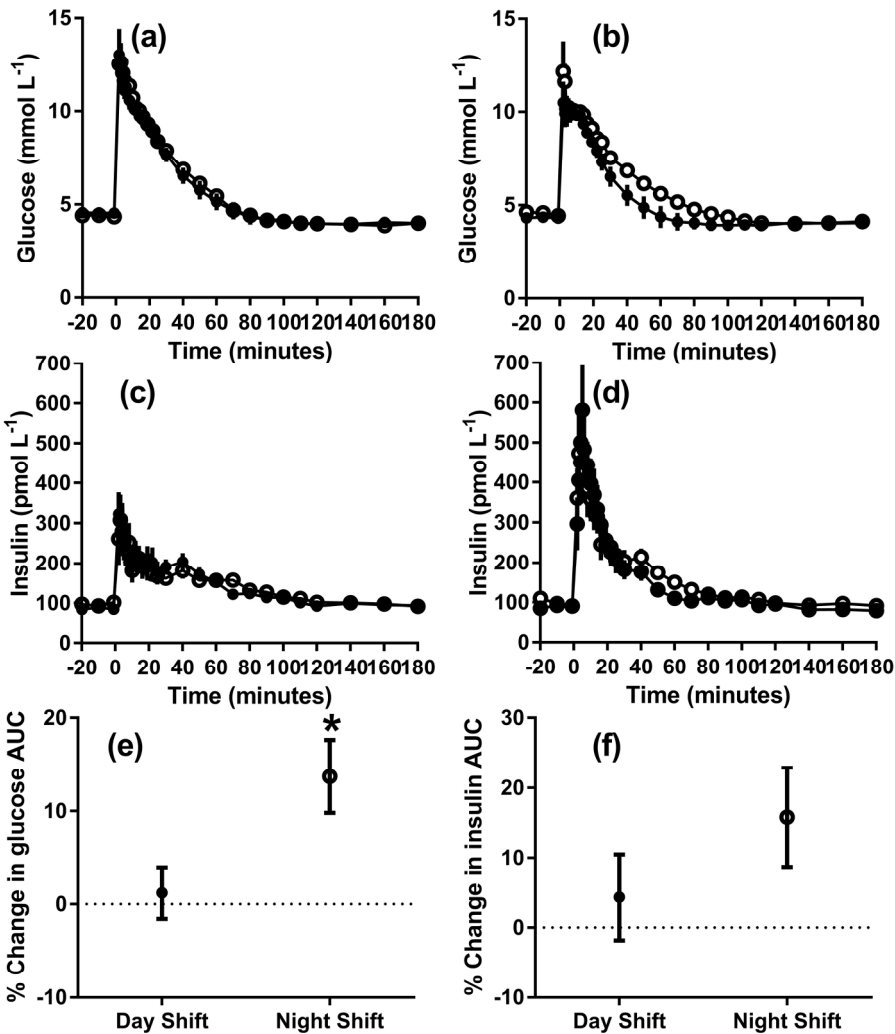 (a)
15
10
5
0
Glucose (mmol L⁻¹)
-20 0 20 40 60 80 100 120 140 160 180
Time (minutes)
(b)
15
10
5
0
Glucose (mmol L⁻¹)
-20 0 20 40 60 80 100 120 140 160 180
Time (minutes)
(c)
700
600
500
400
300
200
100
0
Insulin (pmol L⁻¹)
-20 0 20 40 60 80 100 120 140 160 180
Time (minutes)
(d)
700
600
500
400
300
200
100
0
Insulin (pmol L⁻¹)
-20 0 20 40 60 80 100 120 140 160 180
Time (minutes)
(e)
20
10
0
-10
% Change in glucose AUC
*
Day Shift Night Shift
(f)
30
20
10
0
-10
% Change in insulin AUC
Day Shift Night Shift